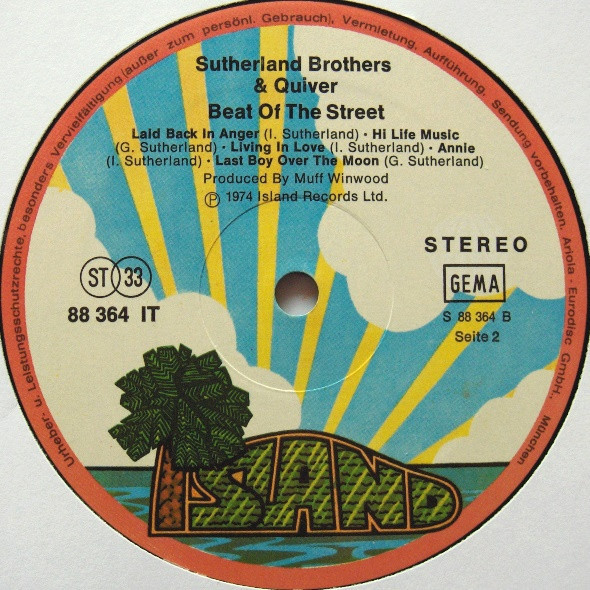 Urheber- u. Leistungsschutzrechte, besonders Vervielfältigung (außer zum persönl. Gebrauch), Vermietung, Aufführung, Sendung vorbehalten. Ariola - Eurodisc GmbH., München
Sutherland Brothers
& Quiver
Beat Of The Street
Laid Back In Anger (I. Sutherland) · Hi Life Music
(G. Sutherland) · Living In Love (I. Sutherland) · Annie
(I. Sutherland) · Last Boy Over The Moon (G. Sutherland)
Produced By Muff Winwood
Ⓟ 1974 Island Records Ltd.
STEREO
ST 33
GEMA
88 364 IT
S 88 364 B
Seite 2
ISLAND